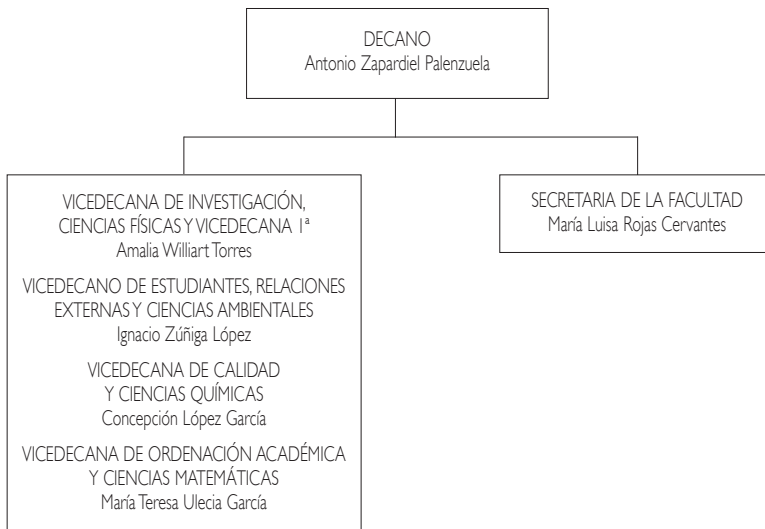 DECANO
Antonio Zapardiel Palenzuela
VICEDECANA DE INVESTIGACIÓN,
CIENCIAS FÍSICAS Y VICEDECANA 1ª
Amalia Williart Torres
VICEDECANO DE ESTUDIANTES, RELACIONES
EXTERNAS Y CIENCIAS AMBIENTALES
Ignacio Zúñiga López
VICEDECANA DE CALIDAD
Y CIENCIAS QUÍMICAS
Concepción López García
VICEDECANA DE ORDENACIÓN ACADÉMICA
Y CIENCIAS MATEMÁTICAS
María Teresa Ulecia García
SECRETARIA DE LA FACULTAD
María Luisa Rojas Cervantes